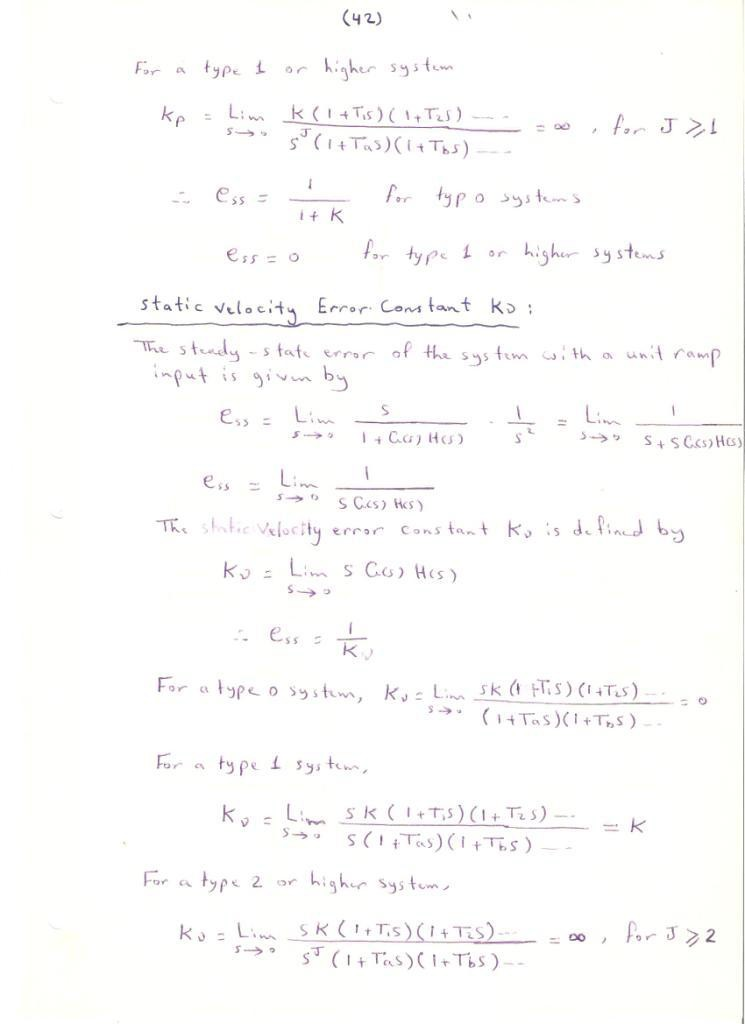 (42)
For a type 1 or higher system
Kp = Lim s→0 K(1+T1s)(1+T2s)---- / s^J(1+Tas)(1+Tbs)---- = ∞ , for J ≥ 1
∴ ess = 1 / 1+K for typ 0 systems
ess = 0 for type 1 or higher systems
static velocity Error Constant Kv :
The steady-state error of the system with a unit ramp
input is given by
ess = Lim s→0 s / 1+G(s)H(s) · 1 / s² = Lim s→0 1 / s+sG(s)H(s)
ess = Lim s→0 1 / sG(s)H(s)
The static velocity error constant Kv is defined by
Kv = Lim s→0 s G(s) H(s)
∴ ess = 1 / Kv
For a type 0 system, Kv = Lim s→0 sK(1+T1s)(1+T2s)--- / (1+Tas)(1+Tbs)-- = 0
For a type 1 system,
Kv = Lim s→0 sK(1+T1s)(1+T2s)--- / s(1+Tas)(1+Tbs)--- = K
For a type 2 or higher system,
Kv = Lim s→0 sK(1+T1s)(1+T2s)--- / s^J(1+Tas)(1+Tbs)--- = ∞ , for J ≥ 2